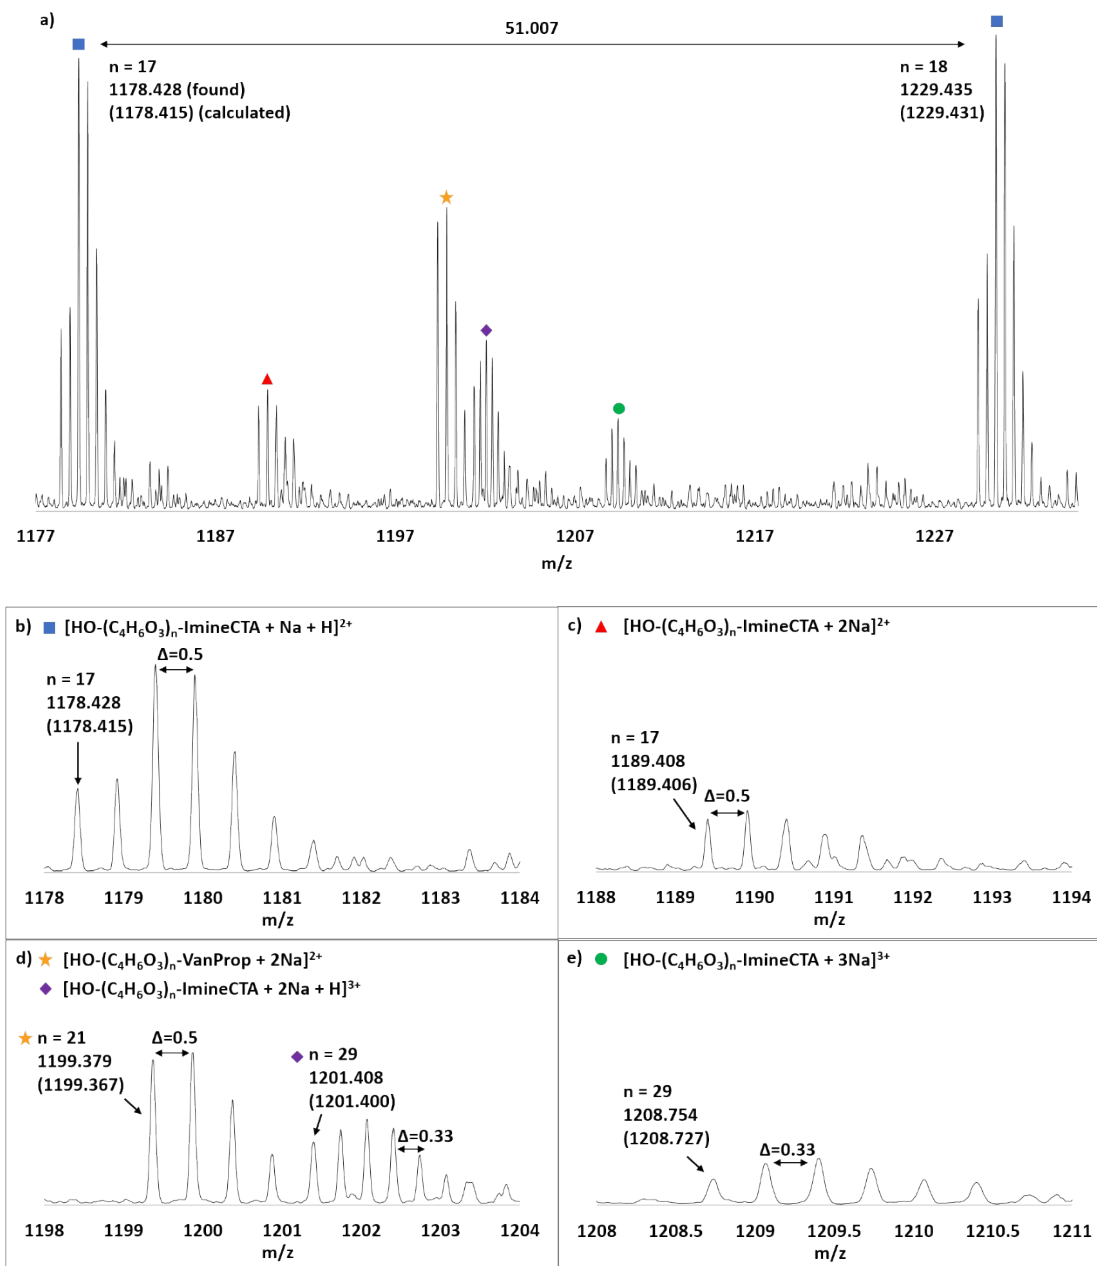 a)
51.007
n = 17
1178.428 (found)
(1178.415) (calculated)
n = 18
1229.435
(1229.431)
1177 1187 1197 1207 1217 1227
m/z
b) [HO-(C₄H₆O₃)ₙ-ImineCTA + Na + H]²⁺
Δ=0.5
n = 17
1178.428
(1178.415)
1178 1179 1180 1181 1182 1183 1184
m/z
c) [HO-(C₄H₆O₃)ₙ-ImineCTA + 2Na]²⁺
n = 17
1189.408
(1189.406)
Δ=0.5
1188 1189 1190 1191 1192 1193 1194
m/z
d) [HO-(C₄H₆O₃)ₙ-VanProp + 2Na]²⁺
[HO-(C₄H₆O₃)ₙ-ImineCTA + 2Na + H]³⁺
n = 21
1199.379
(1199.367)
Δ=0.5
n = 29
1201.408
(1201.400)
Δ=0.33
1198 1199 1200 1201 1202 1203 1204
m/z
e) [HO-(C₄H₆O₃)ₙ-ImineCTA + 3Na]³⁺
n = 29
1208.754
(1208.727)
Δ=0.33
1208 1208.5 1209 1209.5 1210 1210.5 1211
m/z